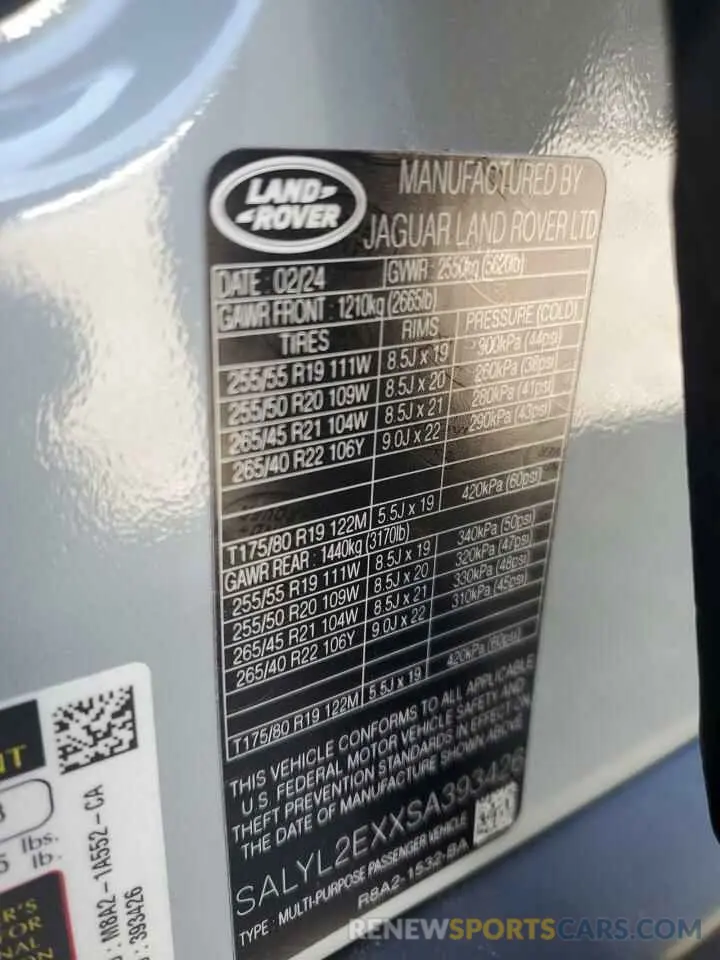 LAND-
-ROVER
MANUFACTURED BY
JAGUAR LAND ROVER LTD
DATE : 02/24 GVWR : 2550kg (5620lb)
GAWR FRONT : 1210kg (2665lb)
TIRES RIMS PRESSURE (COLD)
255/55 R19 111W 8.5J x 19 300kPa (44psi)
255/50 R20 109W 8.5J x 20 260kPa (38psi)
265/45 R21 104W 8.5J x 21 280kPa (41psi)
265/40 R22 106Y 9.0J x 22 290kPa (43psi)
T175/80 R19 122M 5.5J x 19 420kPa (60psi)
GAWR REAR : 1440kg (3170lb)
255/55 R19 111W 8.5J x 19 340kPa (50psi)
255/50 R20 109W 8.5J x 20 320kPa (47psi)
265/45 R21 104W 8.5J x 21 330kPa (48psi)
265/40 R22 106Y 9.0J x 22 310kPa (45psi)
T175/80 R19 122M 5.5J x 19 420kPa (60psi)
THIS VEHICLE CONFORMS TO ALL APPLICABLE
U.S. FEDERAL MOTOR VEHICLE SAFETY AND
THEFT PREVENTION STANDARDS IN EFFECT ON
THE DATE OF MANUFACTURE SHOWN ABOVE
SALYL2EXXSA393426
TYPE : MULTI-PURPOSE PASSENGER VEHICLE
R8A2-1532-BA
NT
lbs.
lb.
: M8A2-1A552-CA
: 393426
R'S
OR
NAL
ON
RENEWSPORTSCARS.COM